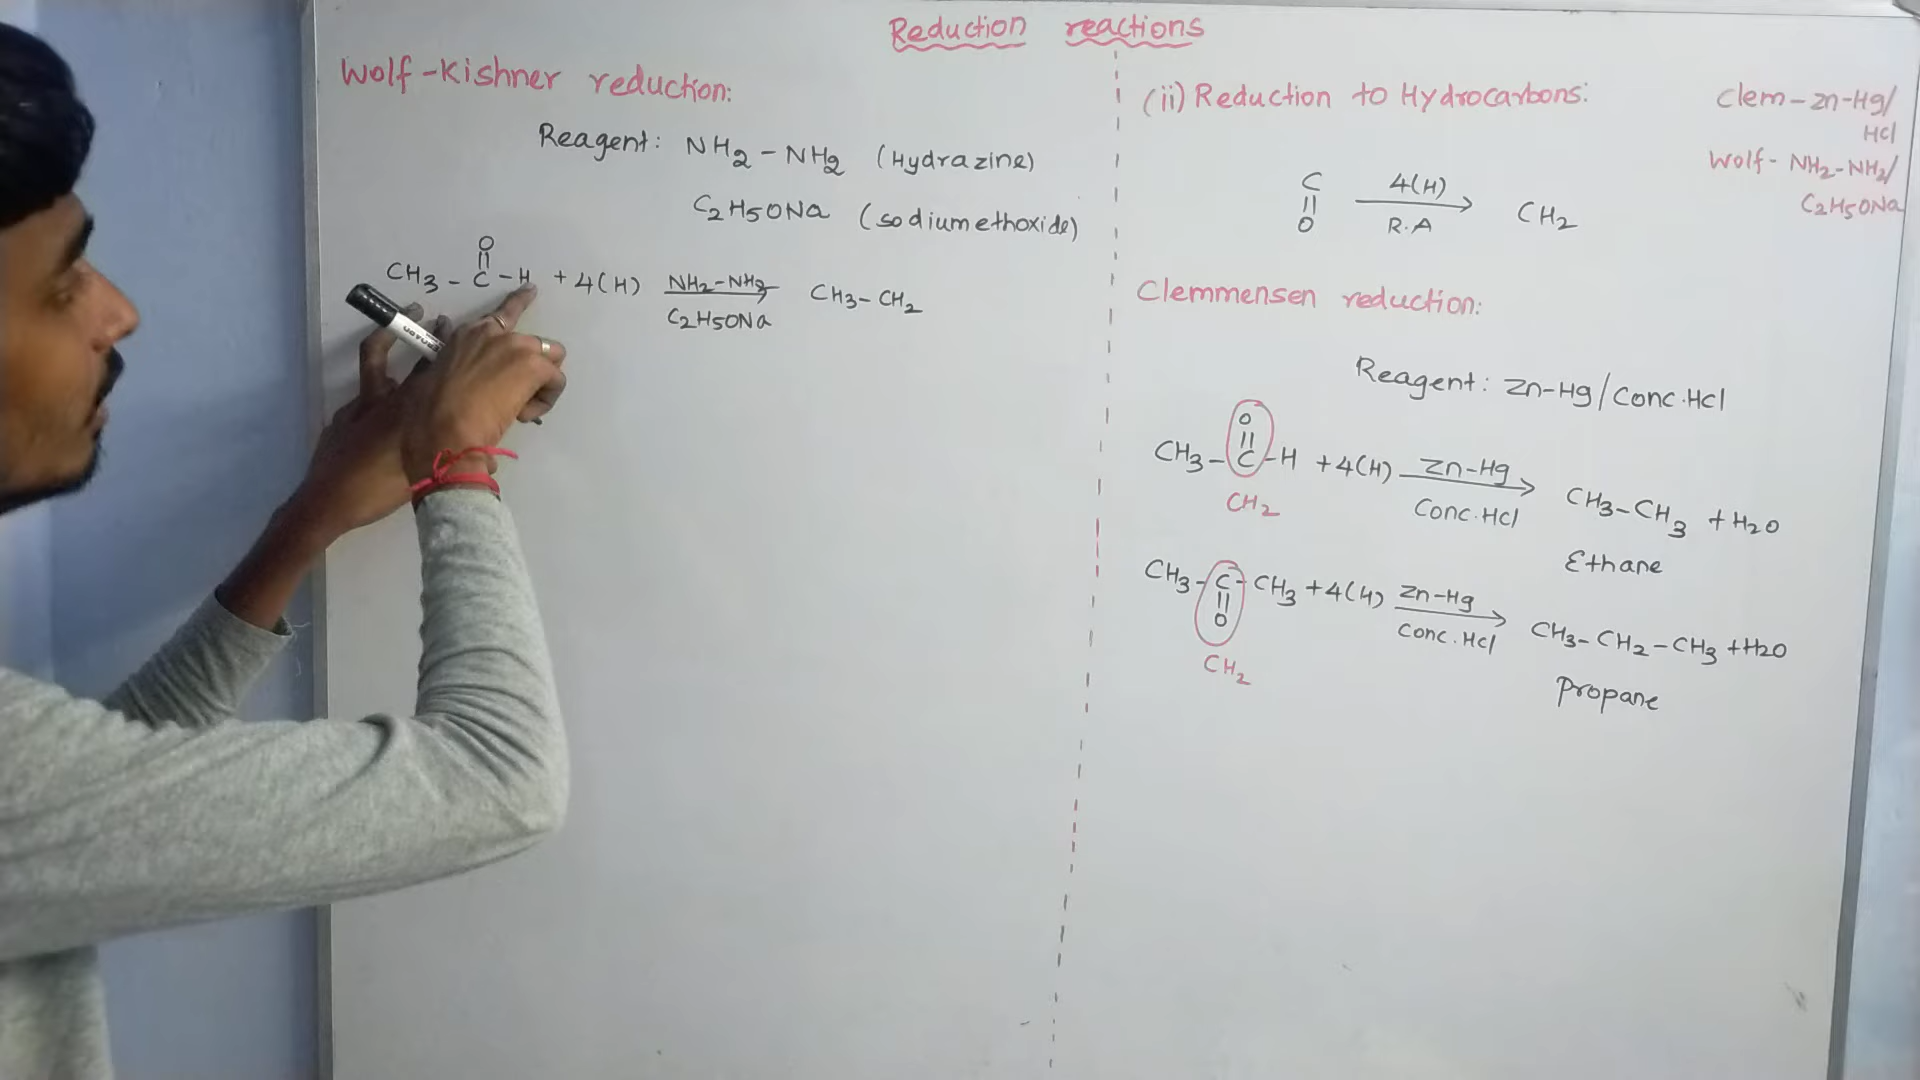 Reduction reactions
Wolf-Kishner reduction:
Reagent: NH2-NH2 (Hydrazine)
C2H5ONa (sodiumethoxide)
O
||
CH3-C-H + 4(H) NH2-NH2 CH3-CH2
C2H5ONa
(ii) Reduction to Hydrocarbons:
Clem-Zn-Hg/
HCl
Wolf-NH2-NH2/
C2H5ONa
C 4(H) CH2
||
O R.A
Clemmensen reduction:
Reagent: Zn-Hg/Conc.HCl
O
||
CH3-C-H +4(H) Zn-Hg CH3-CH3 +H2O
CH2 Conc.HCl
Ethane
CH3-C-CH3+4(H) Zn-Hg CH3-CH2-CH3+H2O
||
O Conc.HCl
CH2
Propane